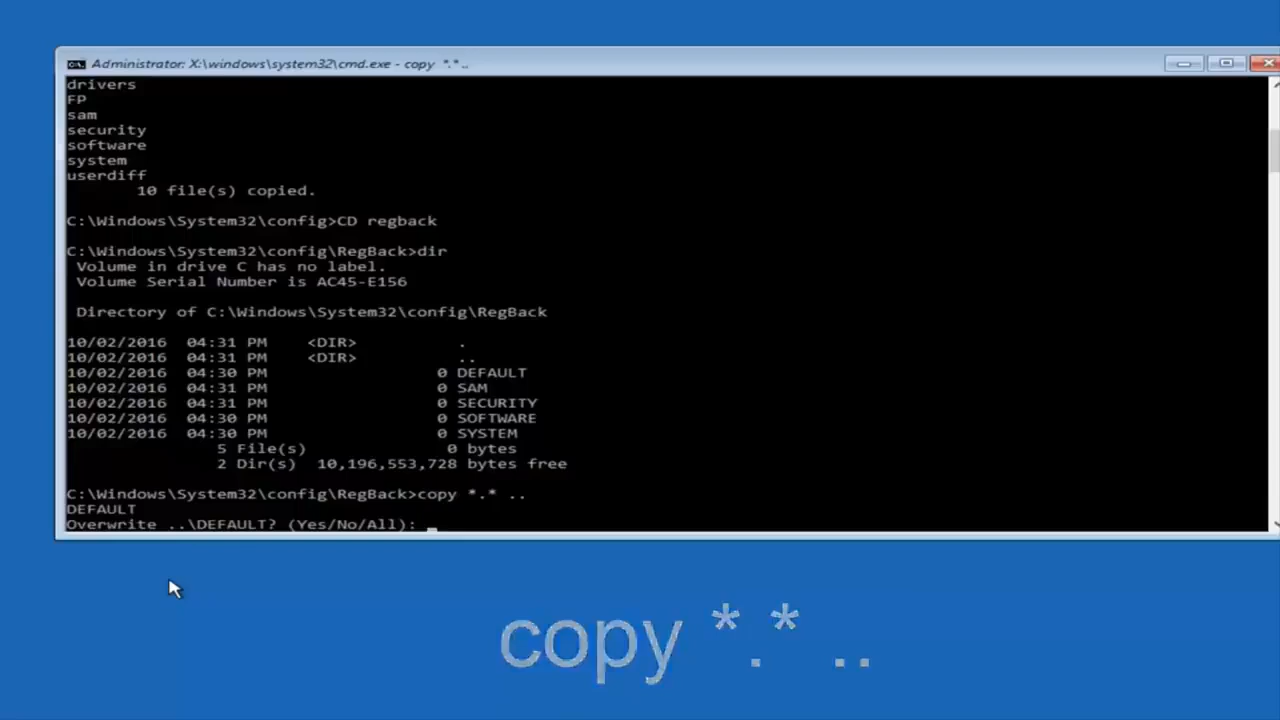 Administrator: X:\windows\system32\cmd.exe - copy *.* ..
drivers
FP
sam
security
software
system
userdiff
10 file(s) copied.
C:\Windows\System32\config>CD regback
C:\Windows\System32\config\RegBack>dir
Volume in drive C has no label.
Volume Serial Number is AC45-E156
Directory of C:\Windows\System32\config\RegBack
10/02/2016 04:31 PM <DIR> .
10/02/2016 04:31 PM <DIR> ..
10/02/2016 04:30 PM 0 DEFAULT
10/02/2016 04:31 PM 0 SAM
10/02/2016 04:31 PM 0 SECURITY
10/02/2016 04:30 PM 0 SOFTWARE
10/02/2016 04:30 PM 0 SYSTEM
5 File(s) 0 bytes
2 Dir(s) 10,196,553,728 bytes free
C:\Windows\System32\config\RegBack>copy *.* ..
DEFAULT
Overwrite ..\DEFAULT? (Yes/No/All): _
copy *.* ..